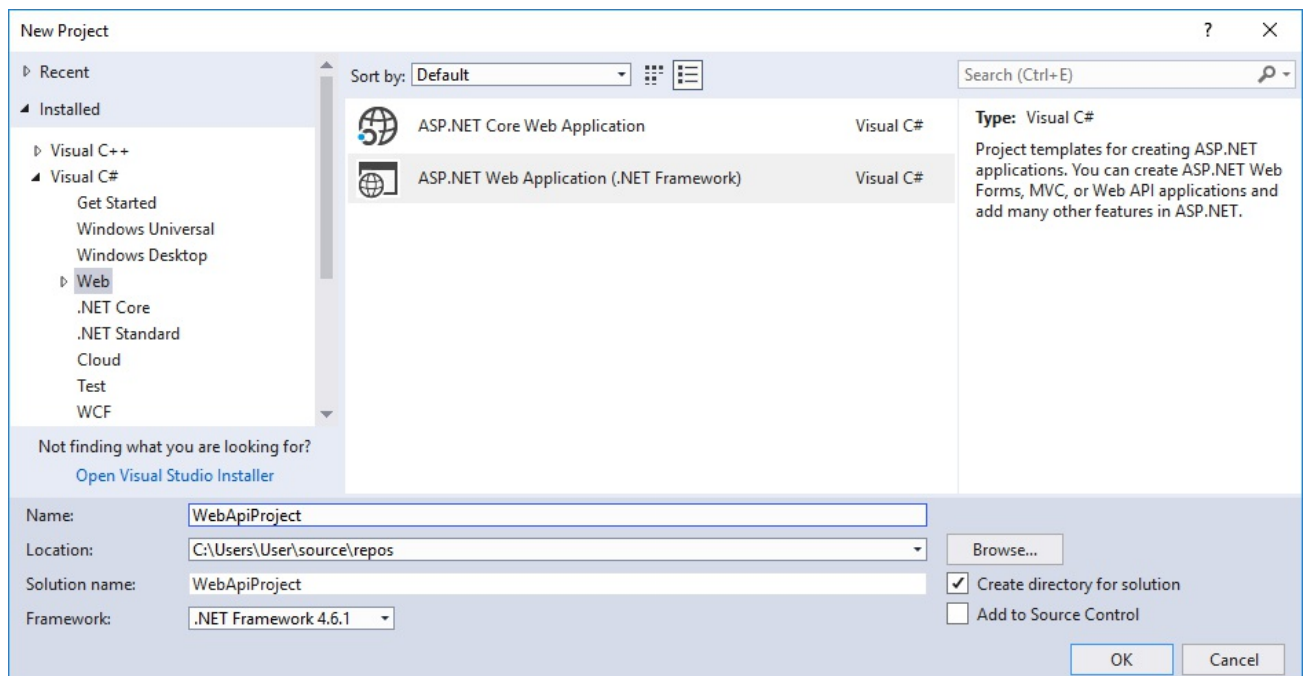 New Project
?
Recent
Installed
Visual C++
Visual C#
Get Started
Windows Universal
Windows Desktop
Web
.NET Core
.NET Standard
Cloud
Test
WCF
Not finding what you are looking for?
Open Visual Studio Installer
Sort by: Default
ASP.NET Core Web Application Visual C#
ASP.NET Web Application (.NET Framework) Visual C#
Search (Ctrl+E)
Type: Visual C#
Project templates for creating ASP.NET
applications. You can create ASP.NET Web
Forms, MVC, or Web API applications and
add many other features in ASP.NET.
Name: WebApiProject
Location: C:\Users\User\source\repos Browse...
Solution name: WebApiProject Create directory for solution
Framework: .NET Framework 4.6.1 Add to Source Control
OK Cancel